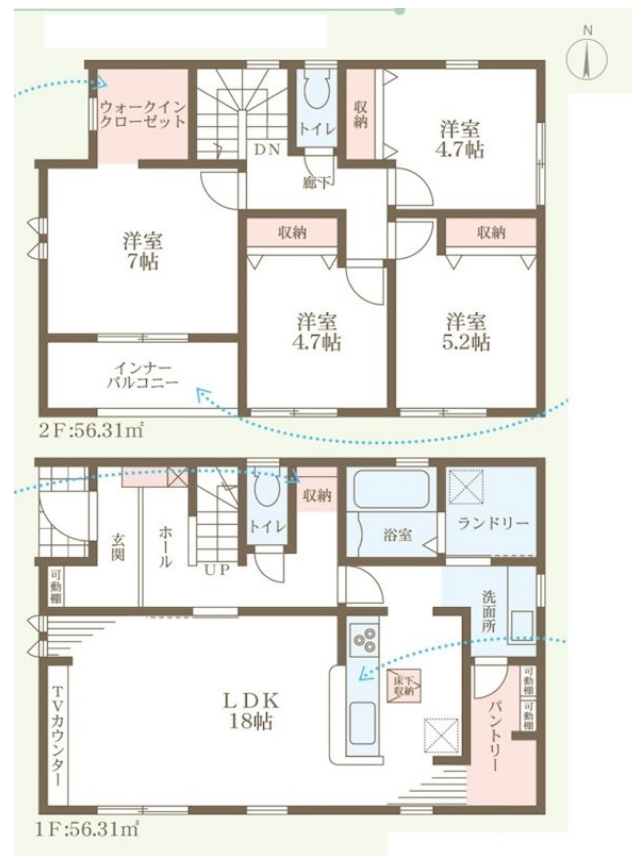 N
ウォークイン
クローゼット
トイレ
収納
洋室
4.7帖
DN
廊下
洋室
7帖
収納
収納
洋室
4.7帖
洋室
5.2帖
インナー
バルコニー
2F:56.31㎡
収納
トイレ
浴室
ランドリー
玄関
ホール
UP
可動棚
洗面所
LDK
18帖
床下
収納
TVカウンター
パントリー
可動棚
可動棚
1F:56.31㎡